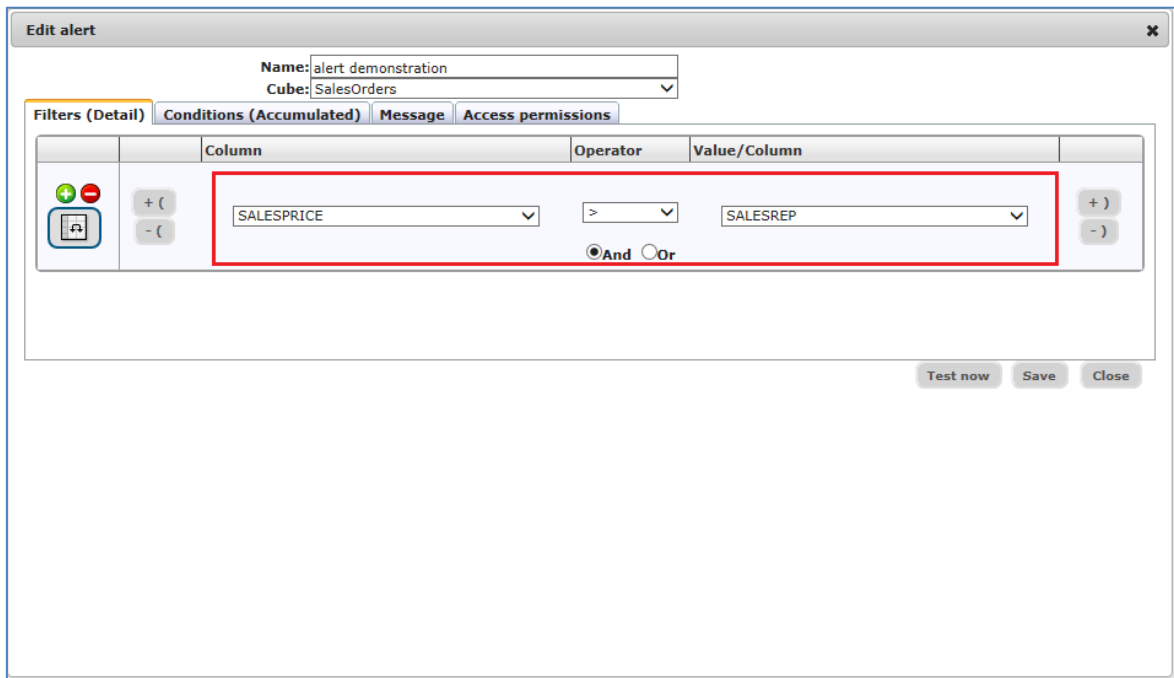 Edit alert
Name: alert demonstration
Cube: SalesOrders
Filters (Detail) Conditions (Accumulated) Message Access permissions
Column Operator Value/Column
+ ( SALESPRICE > SALESREP + )
- ( - )
And Or
Test now Save Close